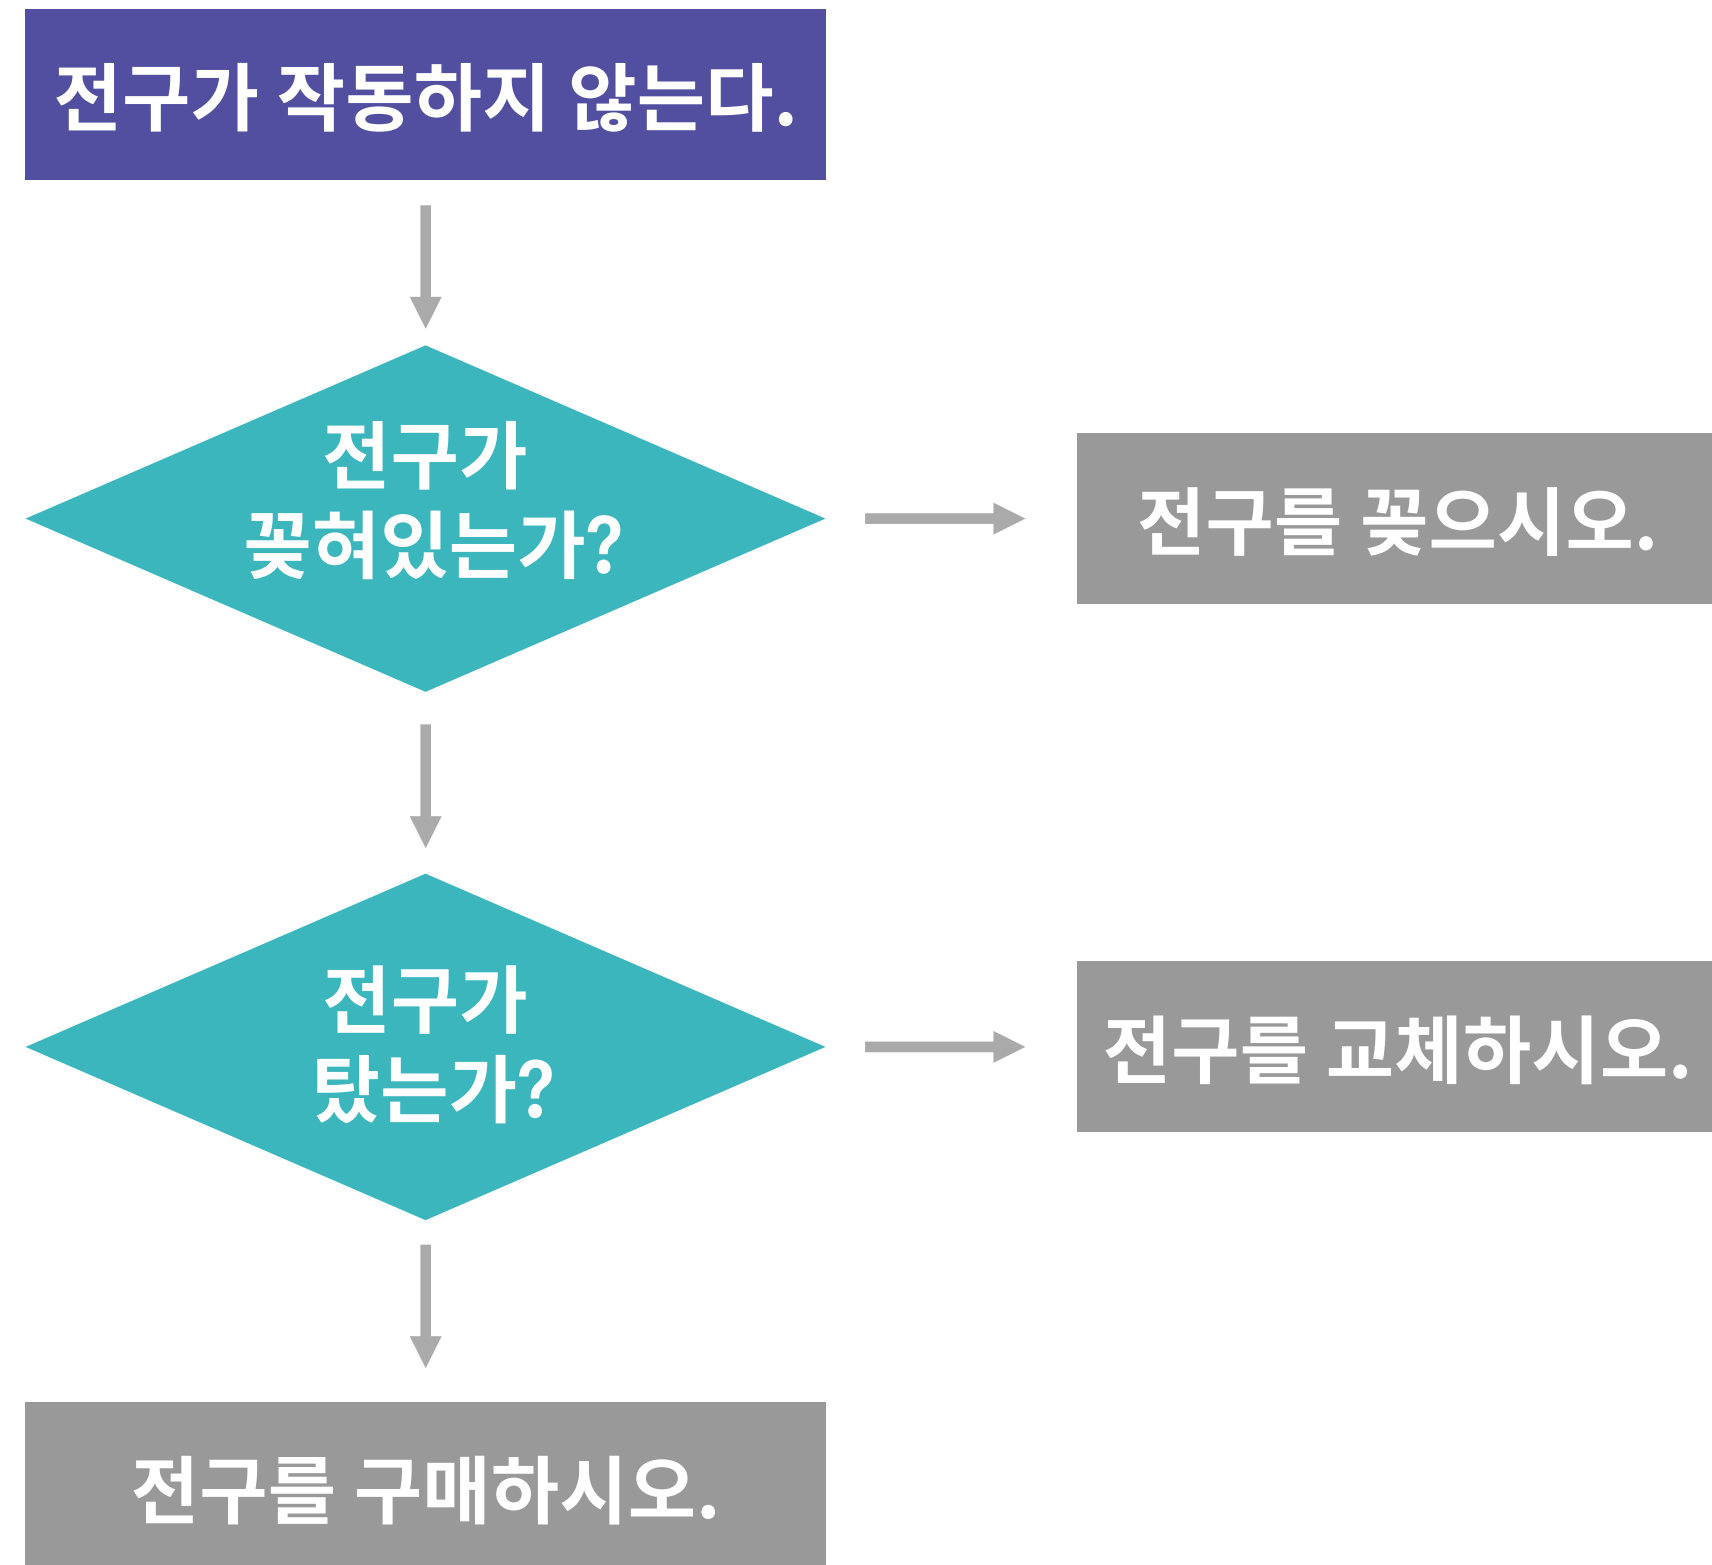 전구가 작동하지 않는다.
전구가
꽂혀있는가?
전구를 꽂으시오.
전구가
탔는가?
전구를 교체하시오.
전구를 구매하시오.